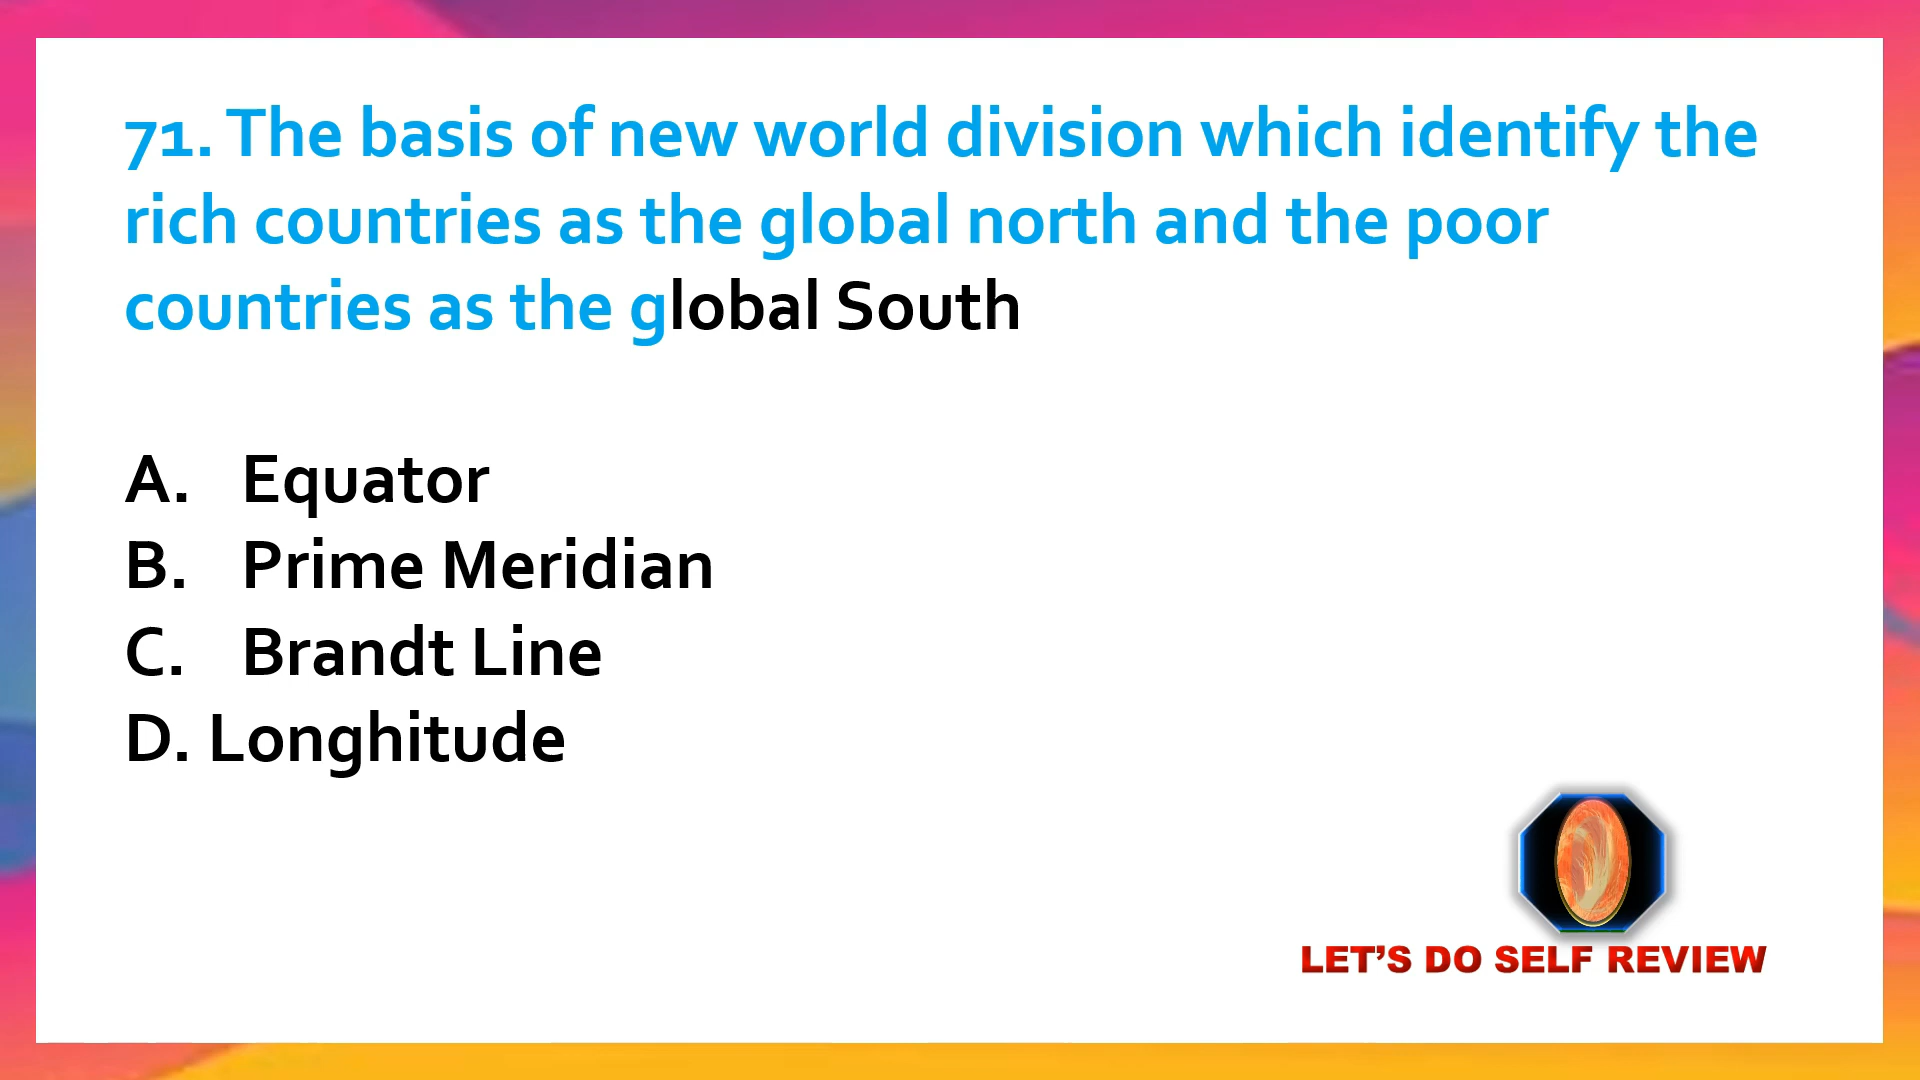 71. The basis of new world division which identify the
rich countries as the global north and the poor
countries as the global South
A. Equator
B. Prime Meridian
C. Brandt Line
D. Longhitude
LET'S DO SELF REVIEW